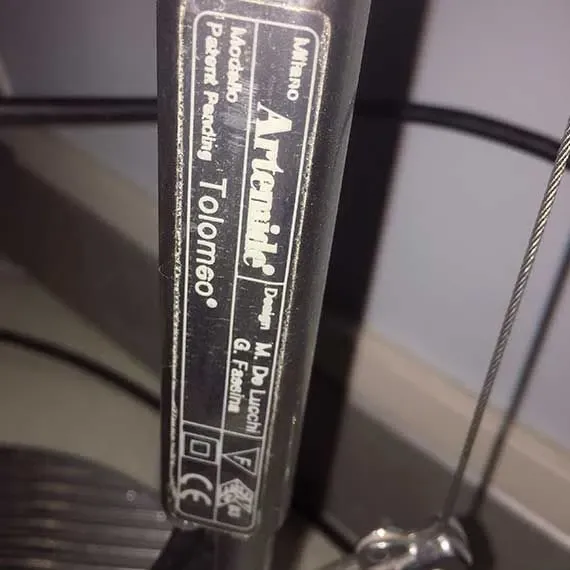 Milano
Artemide®
Design M. De Lucchi
G. Fassina
Modello
Patent Pending Tolomeo®
F
CE